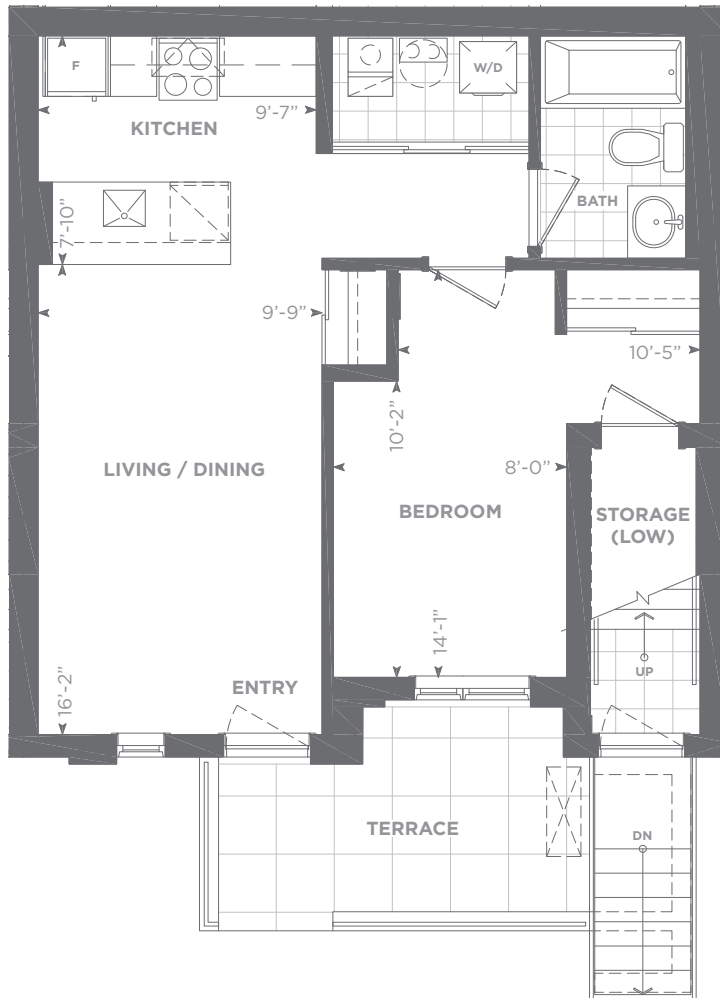 F
W/D
9’-7”
KITCHEN
BATH
7’-10”
9’-9”
10’-5”
10’-2”
LIVING / DINING
8’-0”
BEDROOM
STORAGE
(LOW)
14’-1”
UP
16’-2”
ENTRY
TERRACE
DN